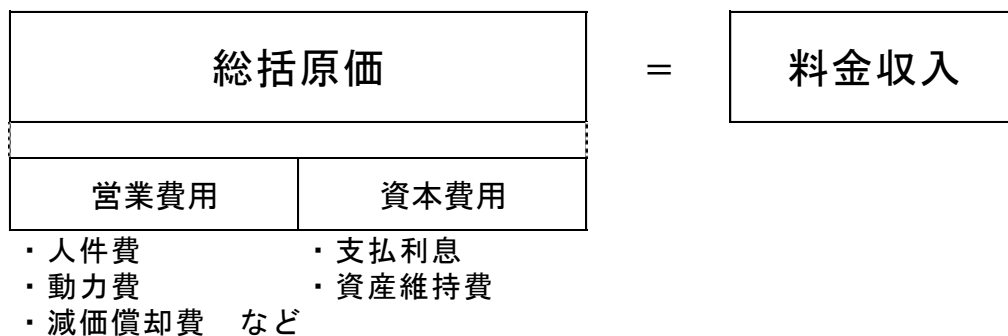 総括原価 = 料金収入
営業費用 資本費用
・人件費 ・支払利息
・動力費 ・資産維持費
・減価償却費 など